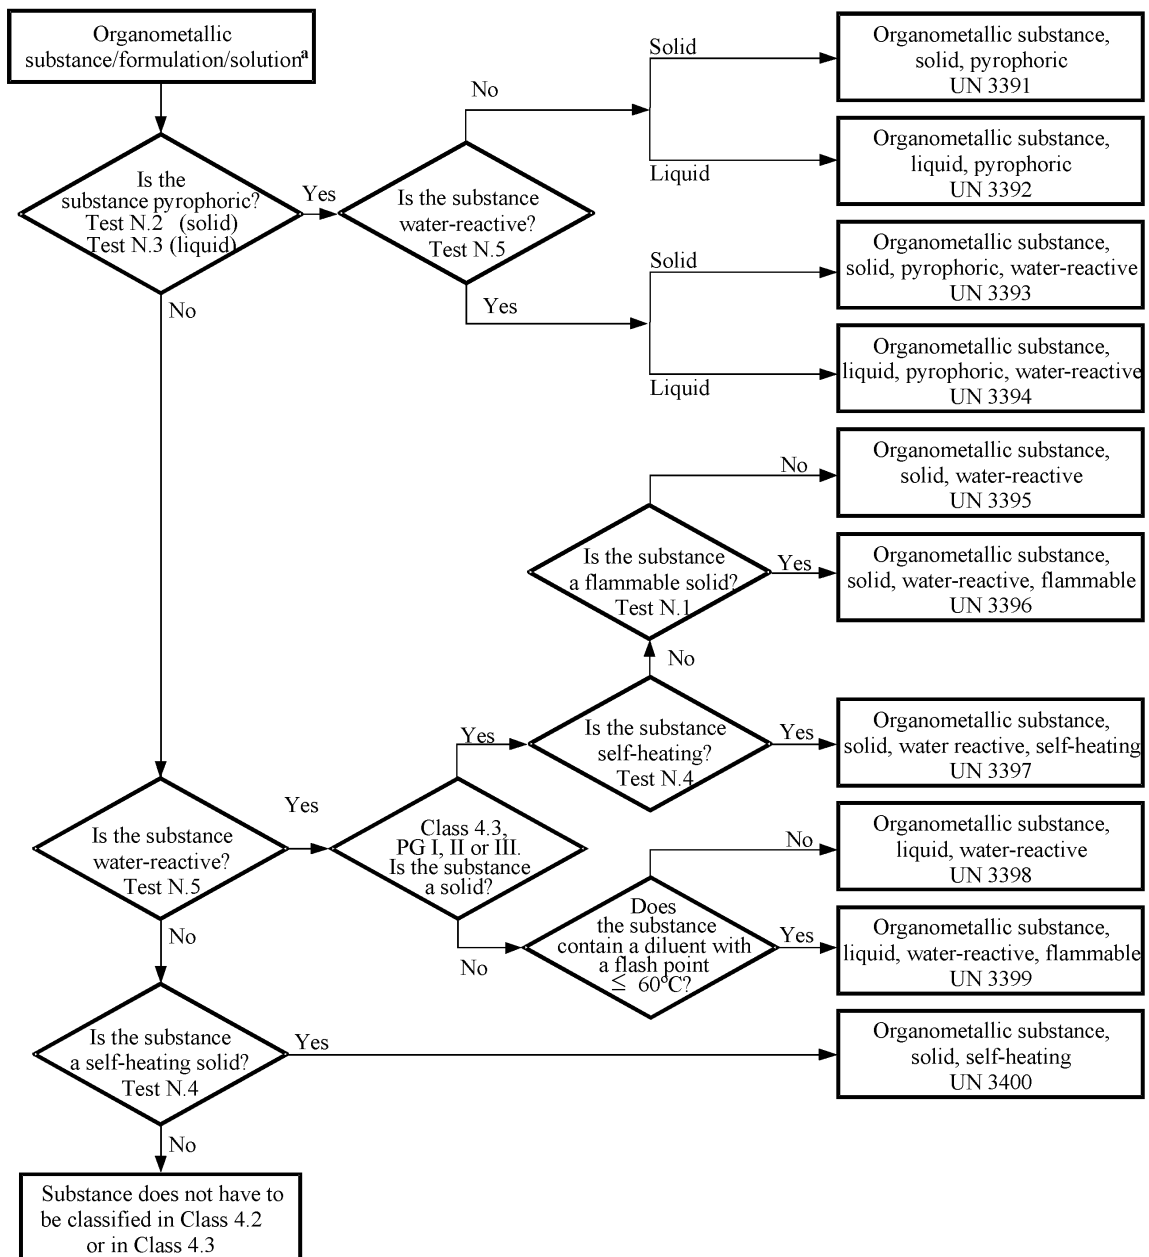 Organometallic
substance/formulation/solutionᵃ
Is the
substance pyrophoric?
Test N.2 (solid)
Test N.3 (liquid)
Yes
No
Is the substance
water-reactive?
Test N.5
No
Yes
Solid
Liquid
Organometallic substance,
solid, pyrophoric
UN 3391
Organometallic substance,
liquid, pyrophoric
UN 3392
Solid
Liquid
Organometallic substance,
solid, pyrophoric, water-reactive
UN 3393
Organometallic substance,
liquid, pyrophoric, water-reactive
UN 3394
No
Organometallic substance,
solid, water-reactive
UN 3395
Is the substance
a flammable solid?
Test N.1
Yes
Organometallic substance,
solid, water-reactive, flammable
UN 3396
No
Is the substance
self-heating?
Test N.4
Yes
Organometallic substance,
solid, water reactive, self-heating
UN 3397
Yes
Is the substance
water-reactive?
Test N.5
Yes
Class 4.3,
PG I, II or III.
Is the substance
a solid?
No
No
Does
the substance
contain a diluent with
a flash point
≤ 60°C?
No
Organometallic substance,
liquid, water-reactive
UN 3398
Yes
Organometallic substance,
liquid, water-reactive, flammable
UN 3399
Is the substance
a self-heating solid?
Test N.4
Yes
Organometallic substance,
solid, self-heating
UN 3400
No
Substance does not have to
be classified in Class 4.2
or in Class 4.3